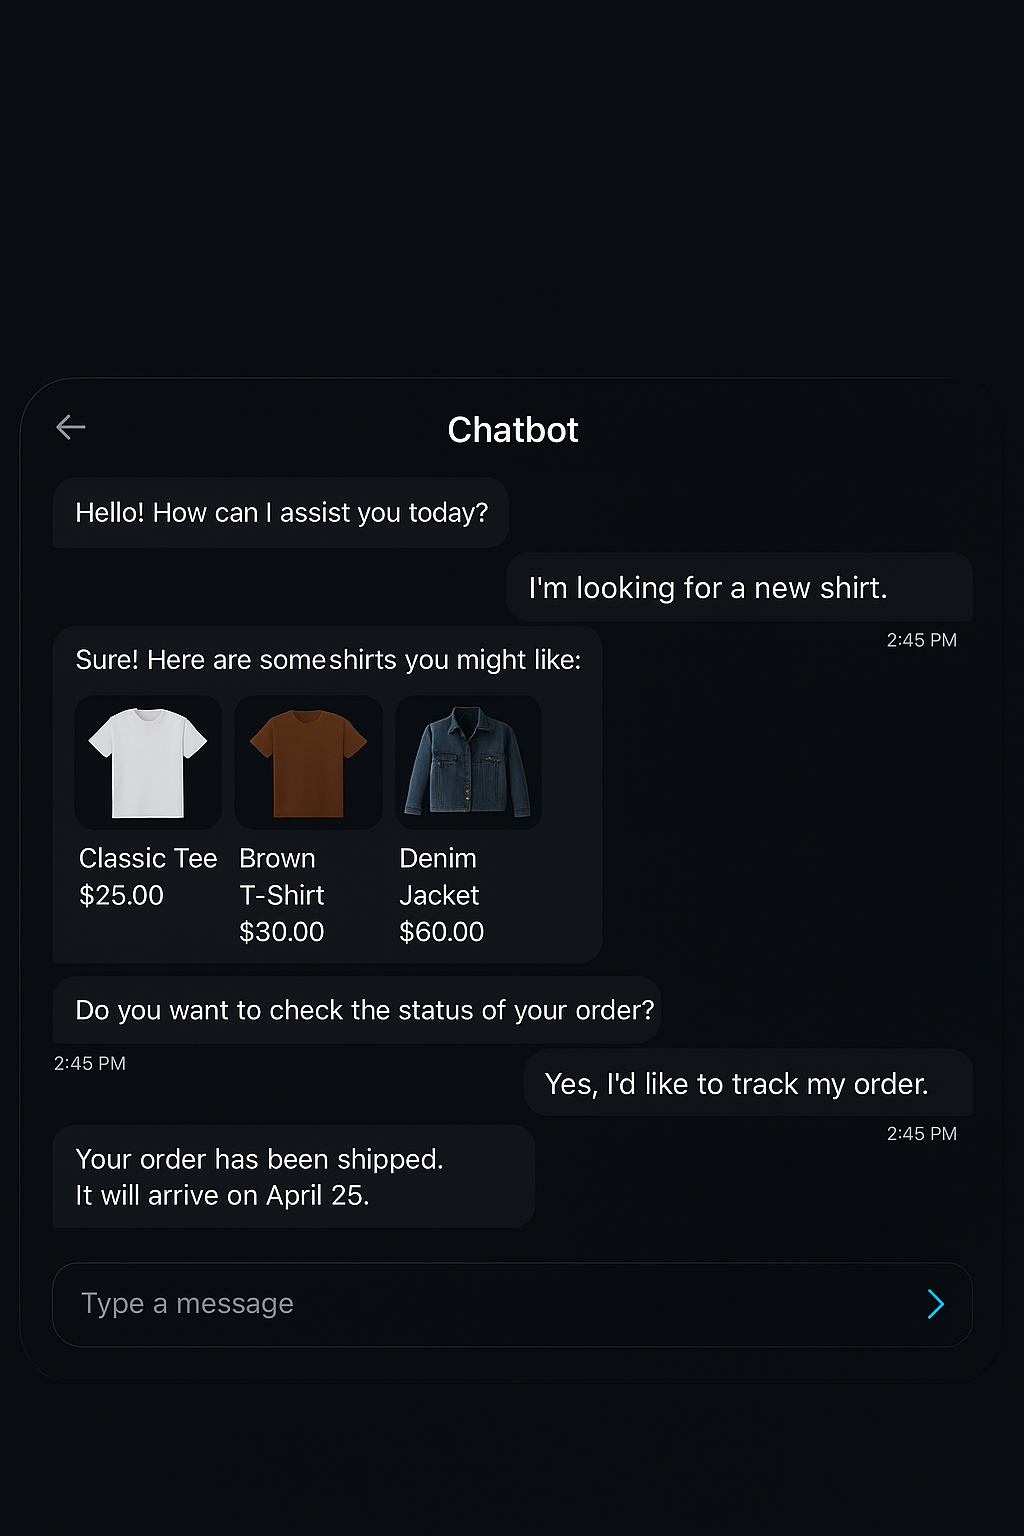 Chatbot
Hello! How can I assist you today?
I'm looking for a new shirt.
2:45 PM
Sure! Here are some shirts you might like:
Classic Tee
$25.00
Brown
T-Shirt
$30.00
Denim
Jacket
$60.00
Do you want to check the status of your order?
2:45 PM
Yes, I'd like to track my order.
2:45 PM
Your order has been shipped.
It will arrive on April 25.
Type a message